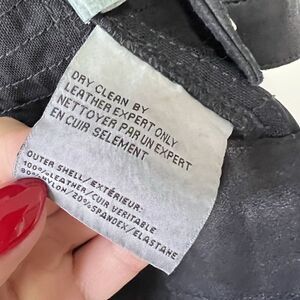 DRY CLEAN BY
LEATHER EXPERT ONLY
NETTOYER PAR UN EXPERT
EN CUIR SELEMENT
OUTER SHELL/EXTÉRIEUR-
100%LEATHER/CUIR VERITABLE
80%NYLON/20%SPANDEX/ELASTANE